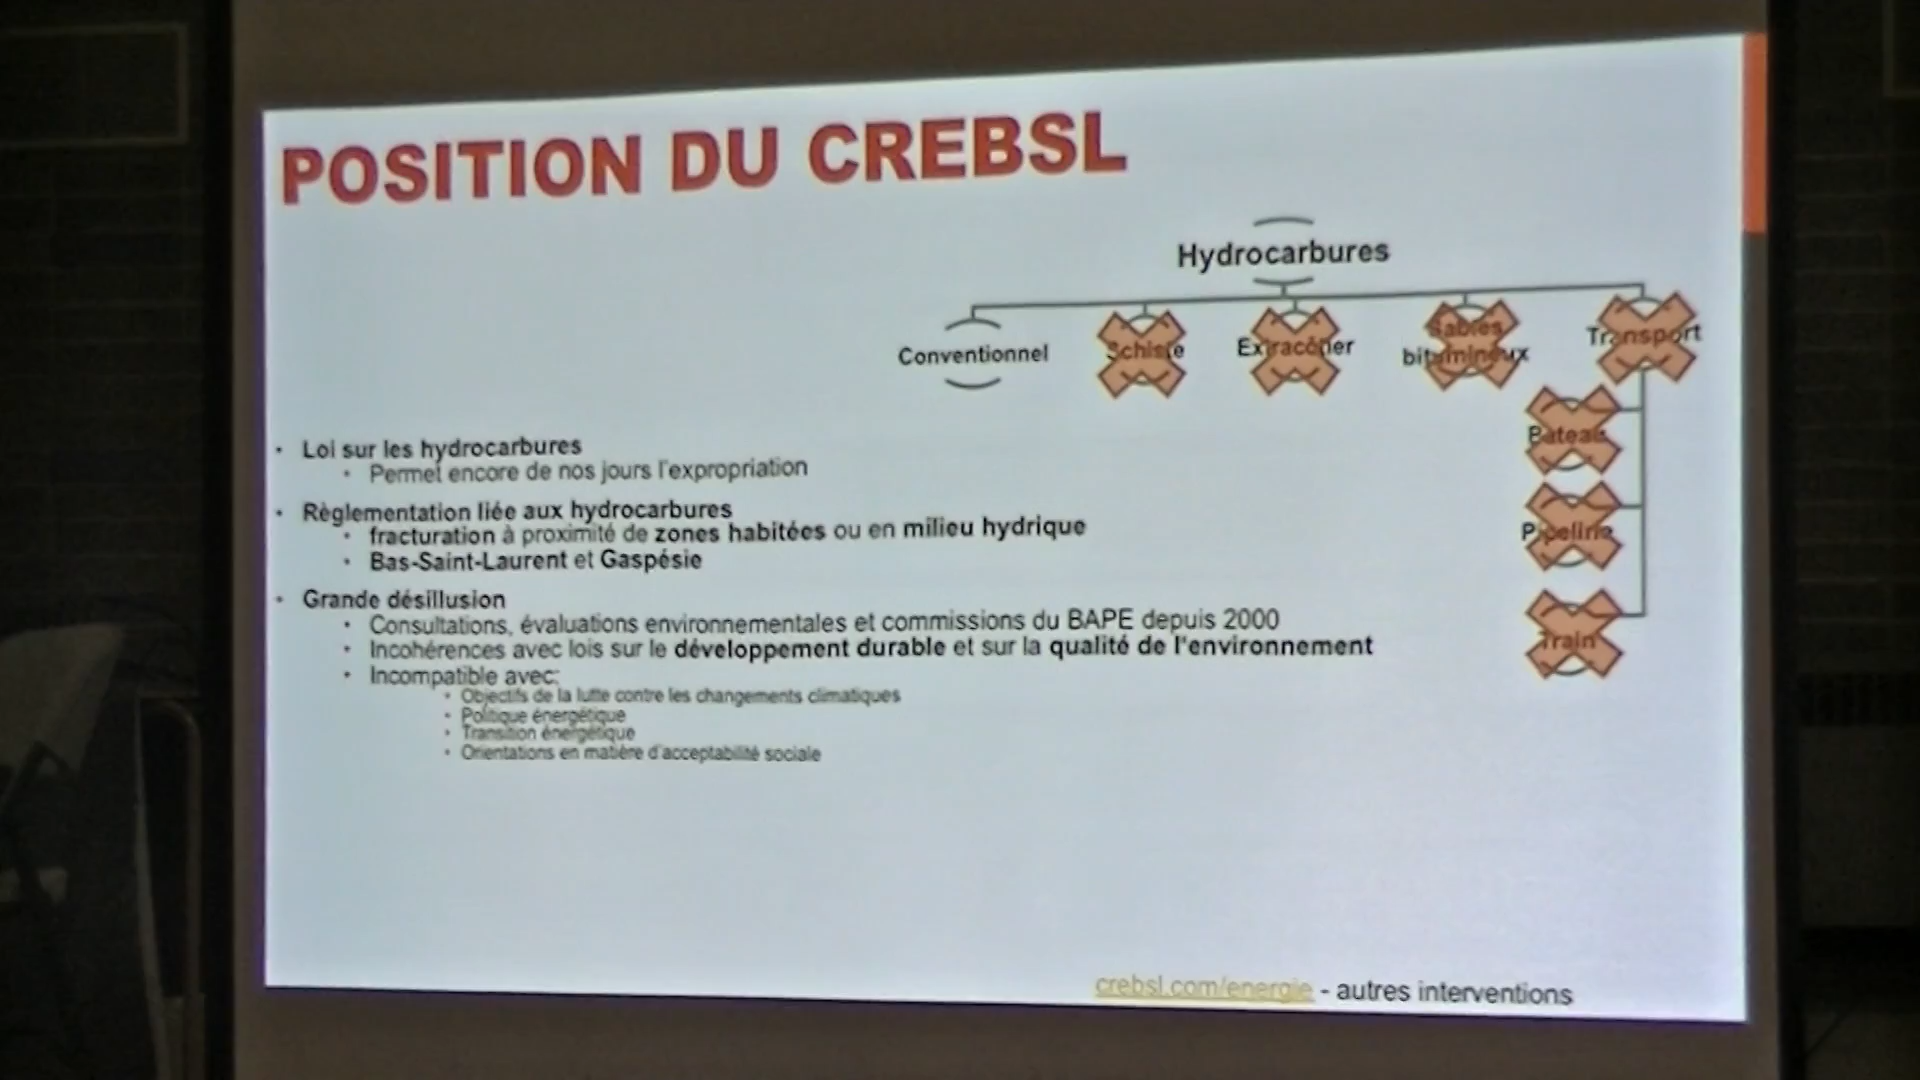 POSITION DU CREBSL
Hydrocarbures
Conventionnel
Schiste
Extracôtier
Sables
bitumineux
Transport
Bateau
Pipeline
Train
• Loi sur les hydrocarbures
• Permet encore de nos jours l'expropriation
• Règlementation liée aux hydrocarbures
• fracturation à proximité de zones habitées ou en milieu hydrique
• Bas-Saint-Laurent et Gaspésie
• Grande désillusion
• Consultations, évaluations environnementales et commissions du BAPE depuis 2000
• Incohérences avec lois sur le développement durable et sur la qualité de l'environnement
• Incompatible avec:
• Objectifs de la lutte contre les changements climatiques
• Politique énergétique
• Transition énergétique
• Orientations en matière d'acceptabilité sociale
crebsl.com/energie - autres interventions